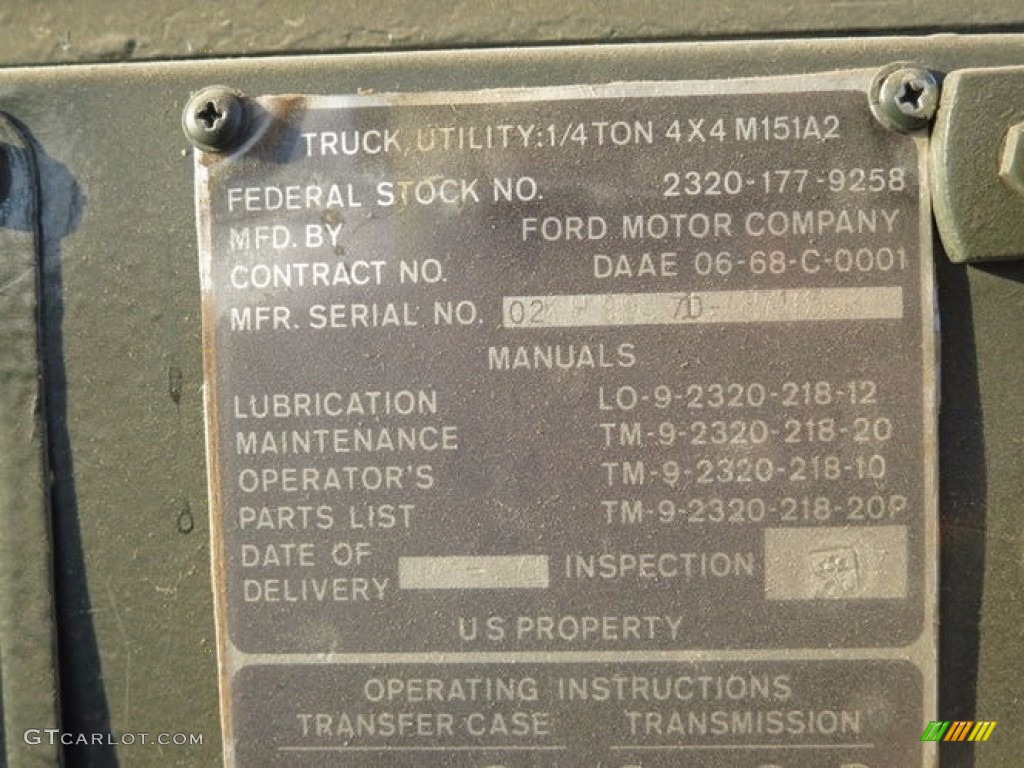 TRUCK, UTILITY: 1/4 TON 4X4 M151A2
FEDERAL STOCK NO. 2320-177-9258
MFD. BY FORD MOTOR COMPANY
CONTRACT NO. DAAE 06-68-C-0001
MFR. SERIAL NO. 02
MANUALS
LUBRICATION LO-9-2320-218-12
MAINTENANCE TM-9-2320-218-20
OPERATOR'S TM-9-2320-218-10
PARTS LIST TM-9-2320-218-20P
DATE OF
DELIVERY INSPECTION
U S PROPERTY
OPERATING INSTRUCTIONS
TRANSFER CASE TRANSMISSION
GTCARLOT.COM